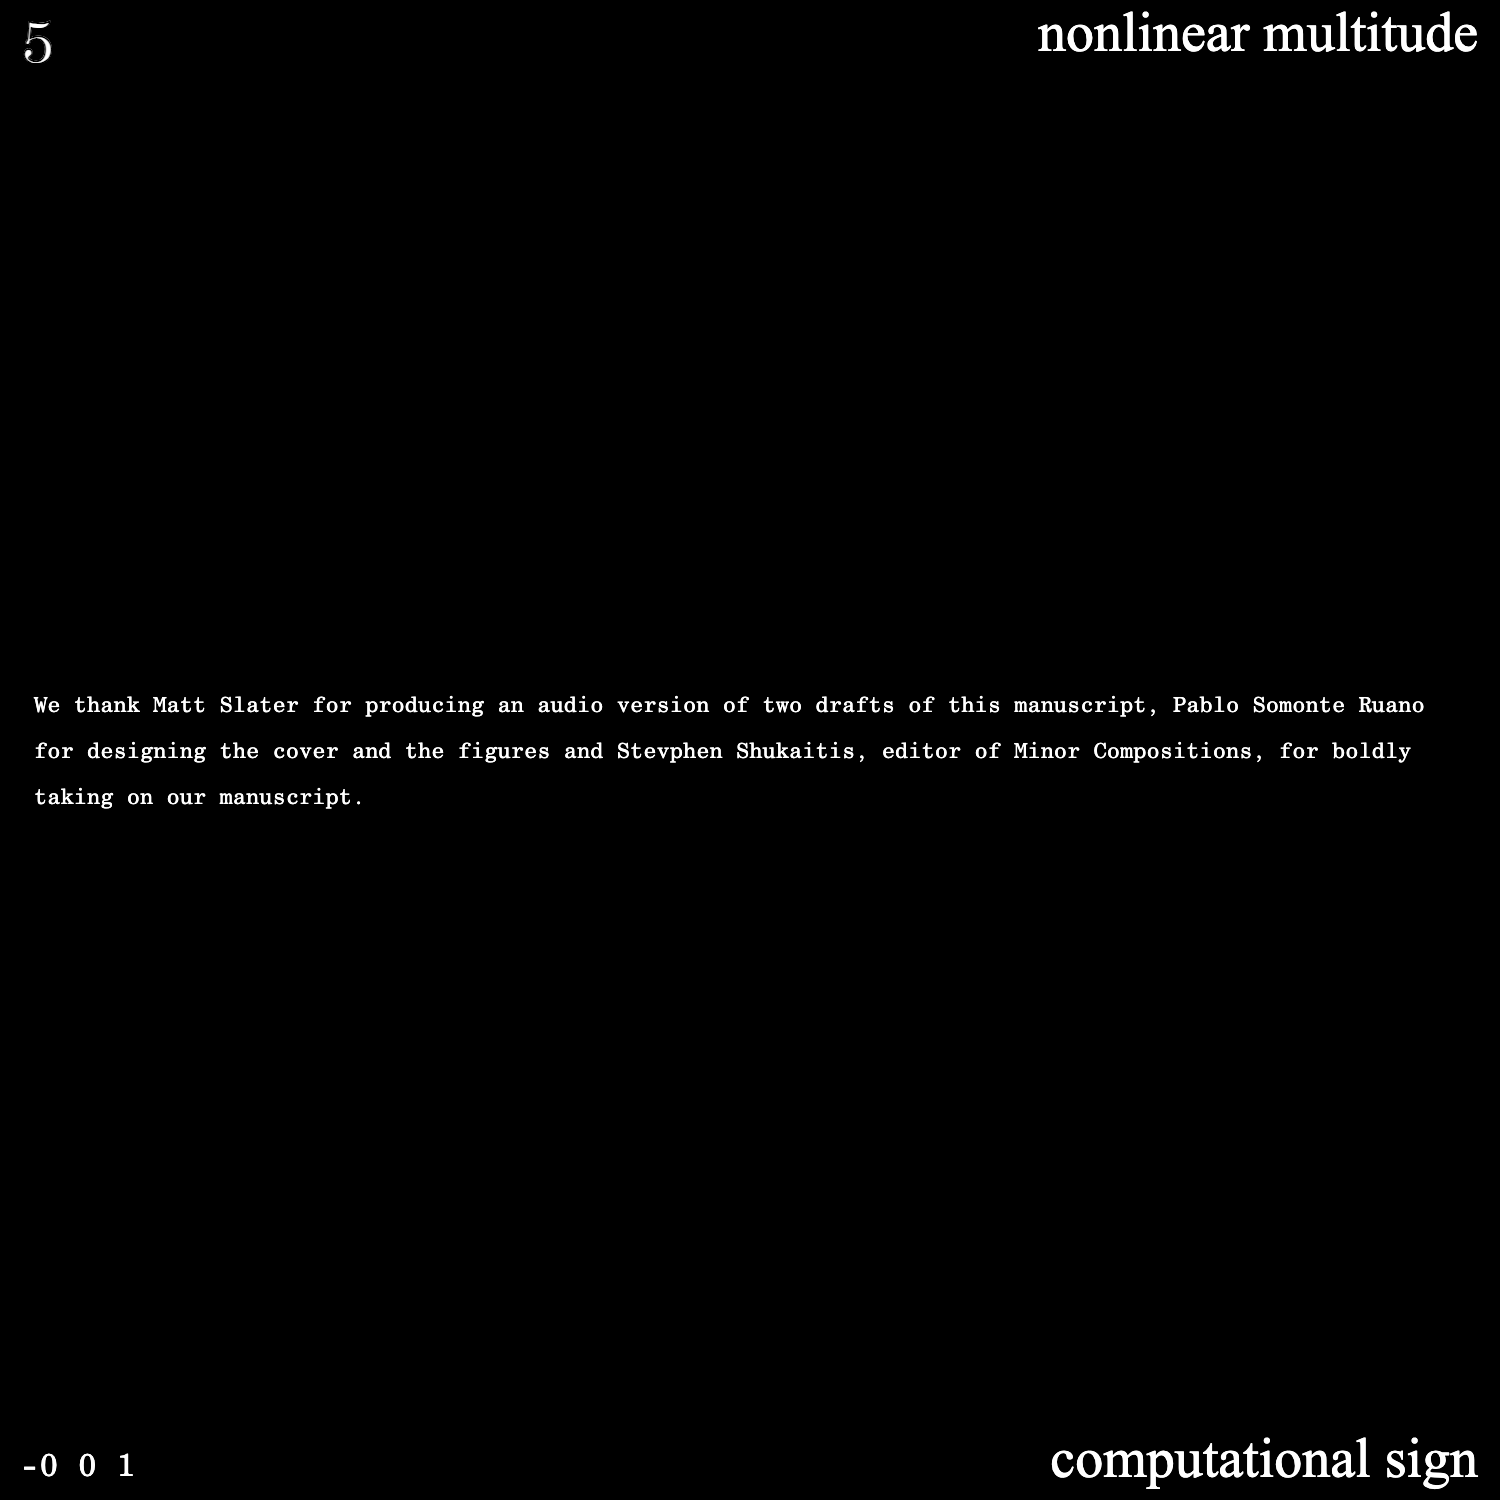 5
nonlinear multitude
We thank Matt Slater for producing an audio version of two drafts of this manuscript, Pablo Somonte Ruano
for designing the cover and the figures and Stevphen Shukaitis, editor of Minor Compositions, for boldly
taking on our manuscript.
-0 0 1
computational sign